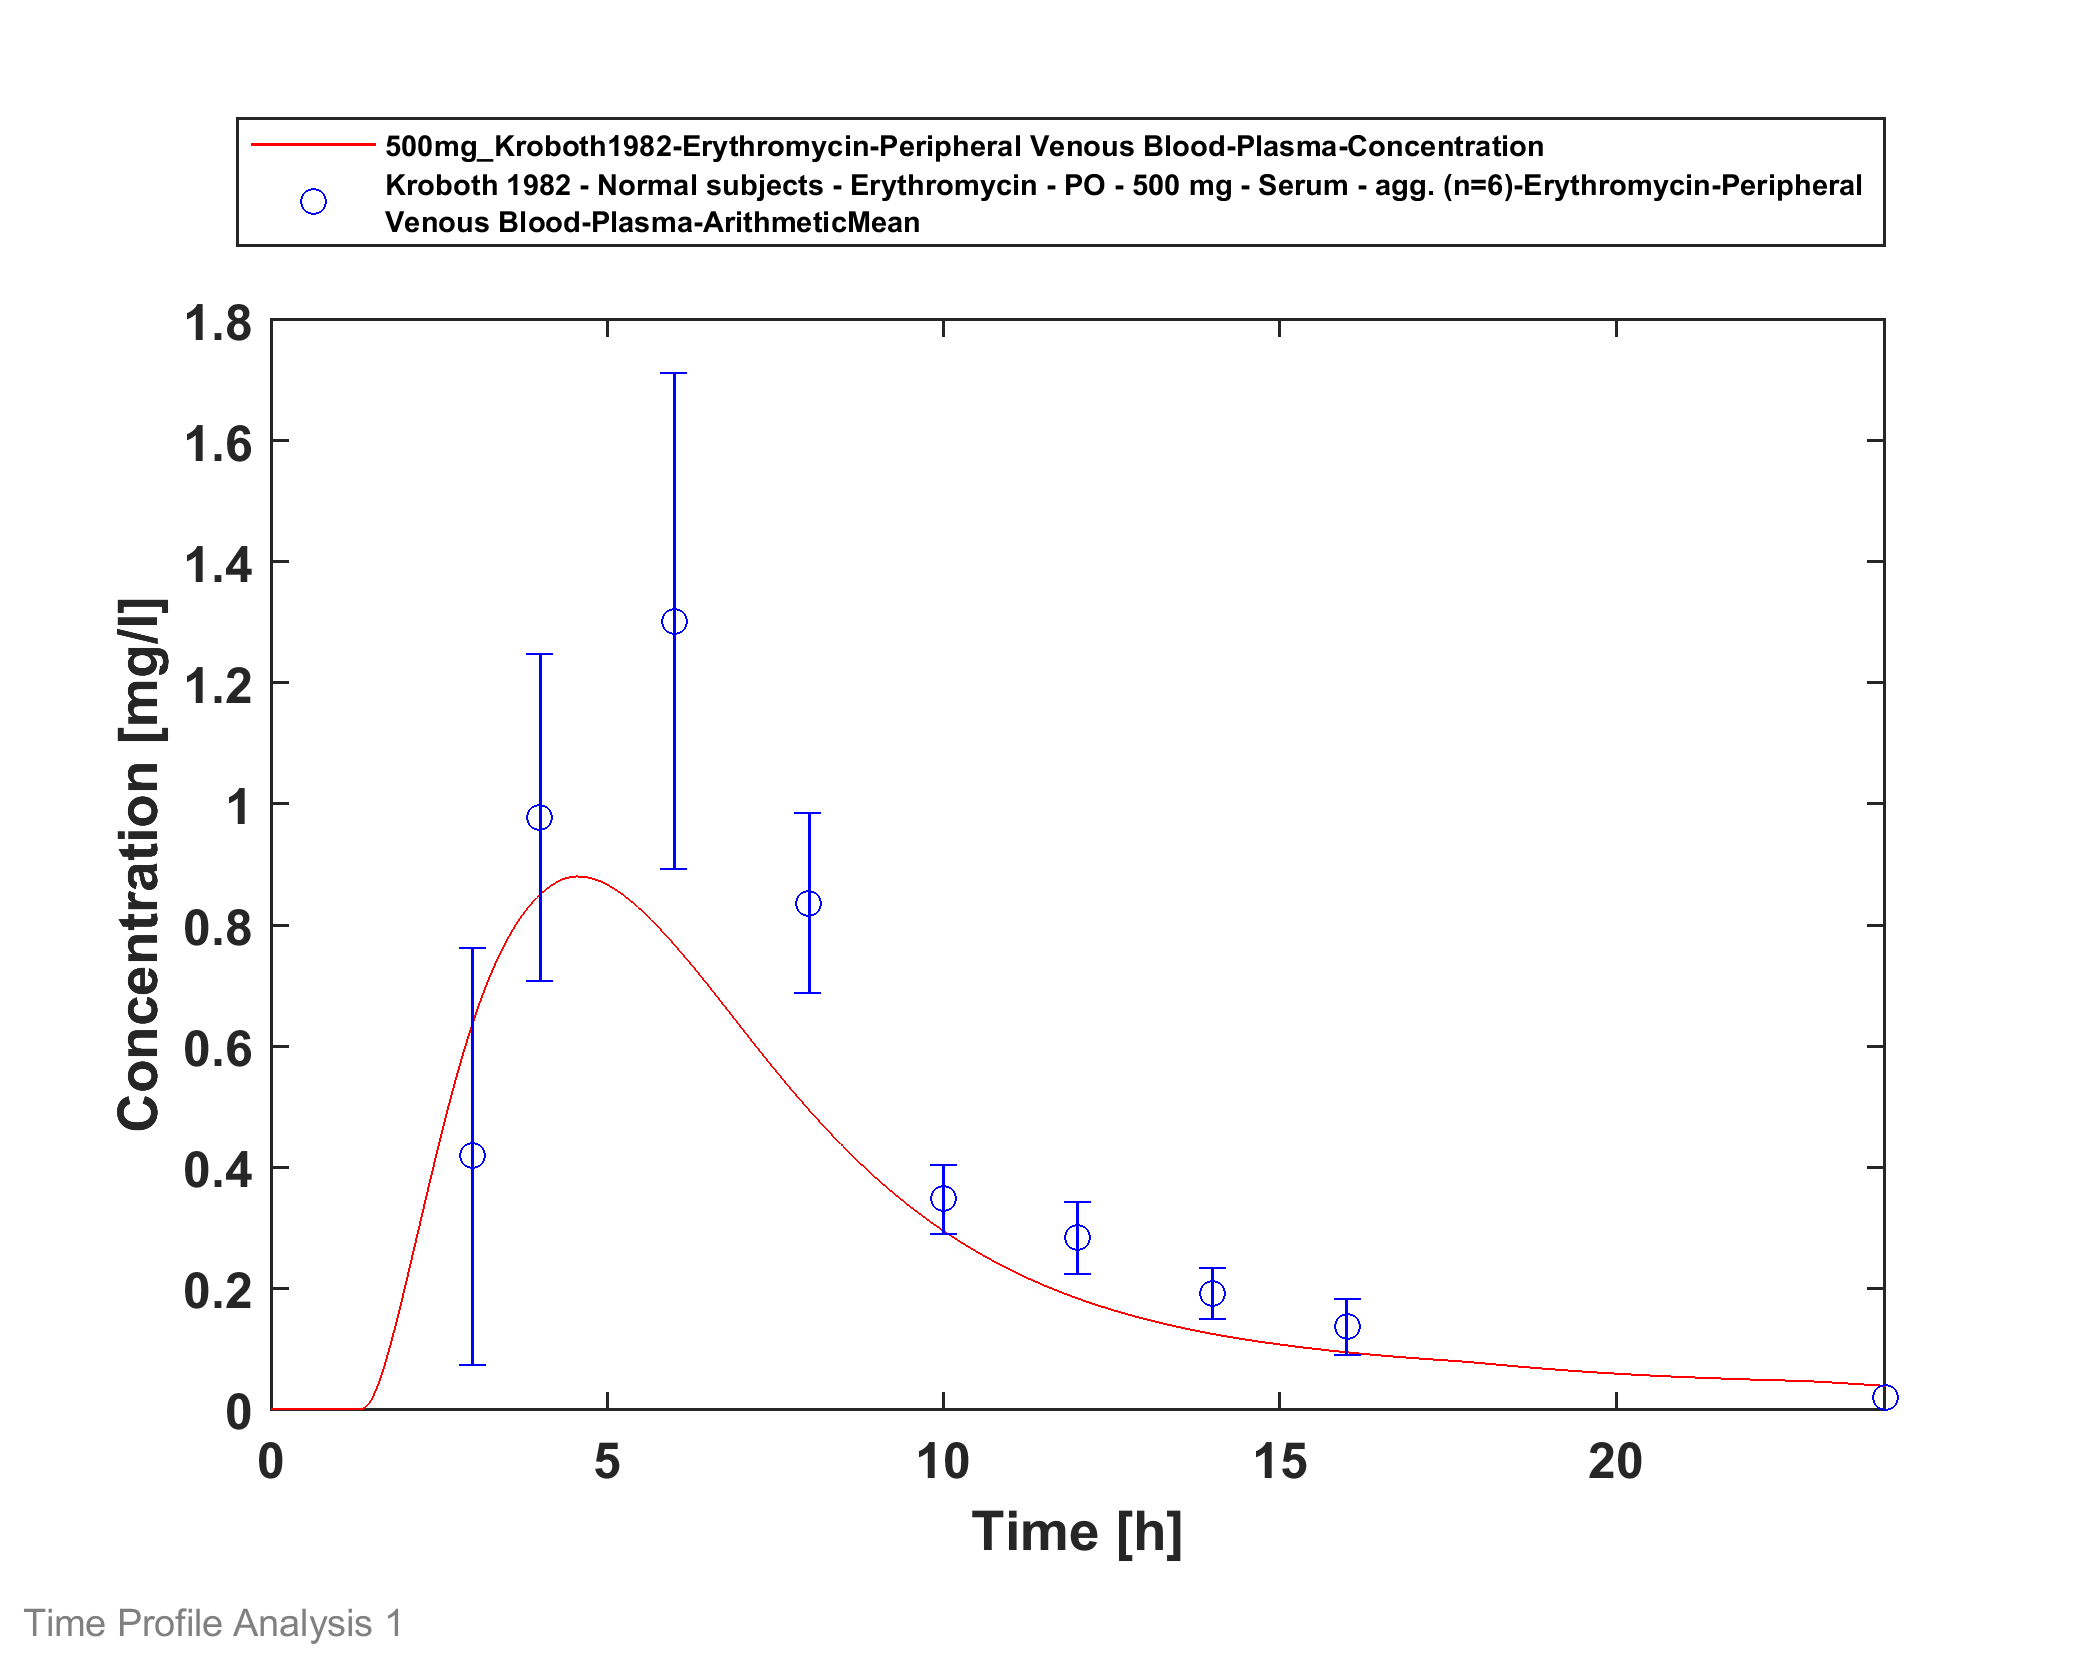 500mg_Kroboth1982-Erythromycin-Peripheral Venous Blood-Plasma-Concentration
Kroboth 1982 - Normal subjects - Erythromycin - PO - 500 mg - Serum - agg. (n=6)-Erythromycin-Peripheral
Venous Blood-Plasma-ArithmeticMean
1.8
1.6
1.4
1.2
1
0.8
0.6
0.4
0.2
0
Concentration [mg/l]
0 5 10 15 20
Time [h]
Time Profile Analysis 1